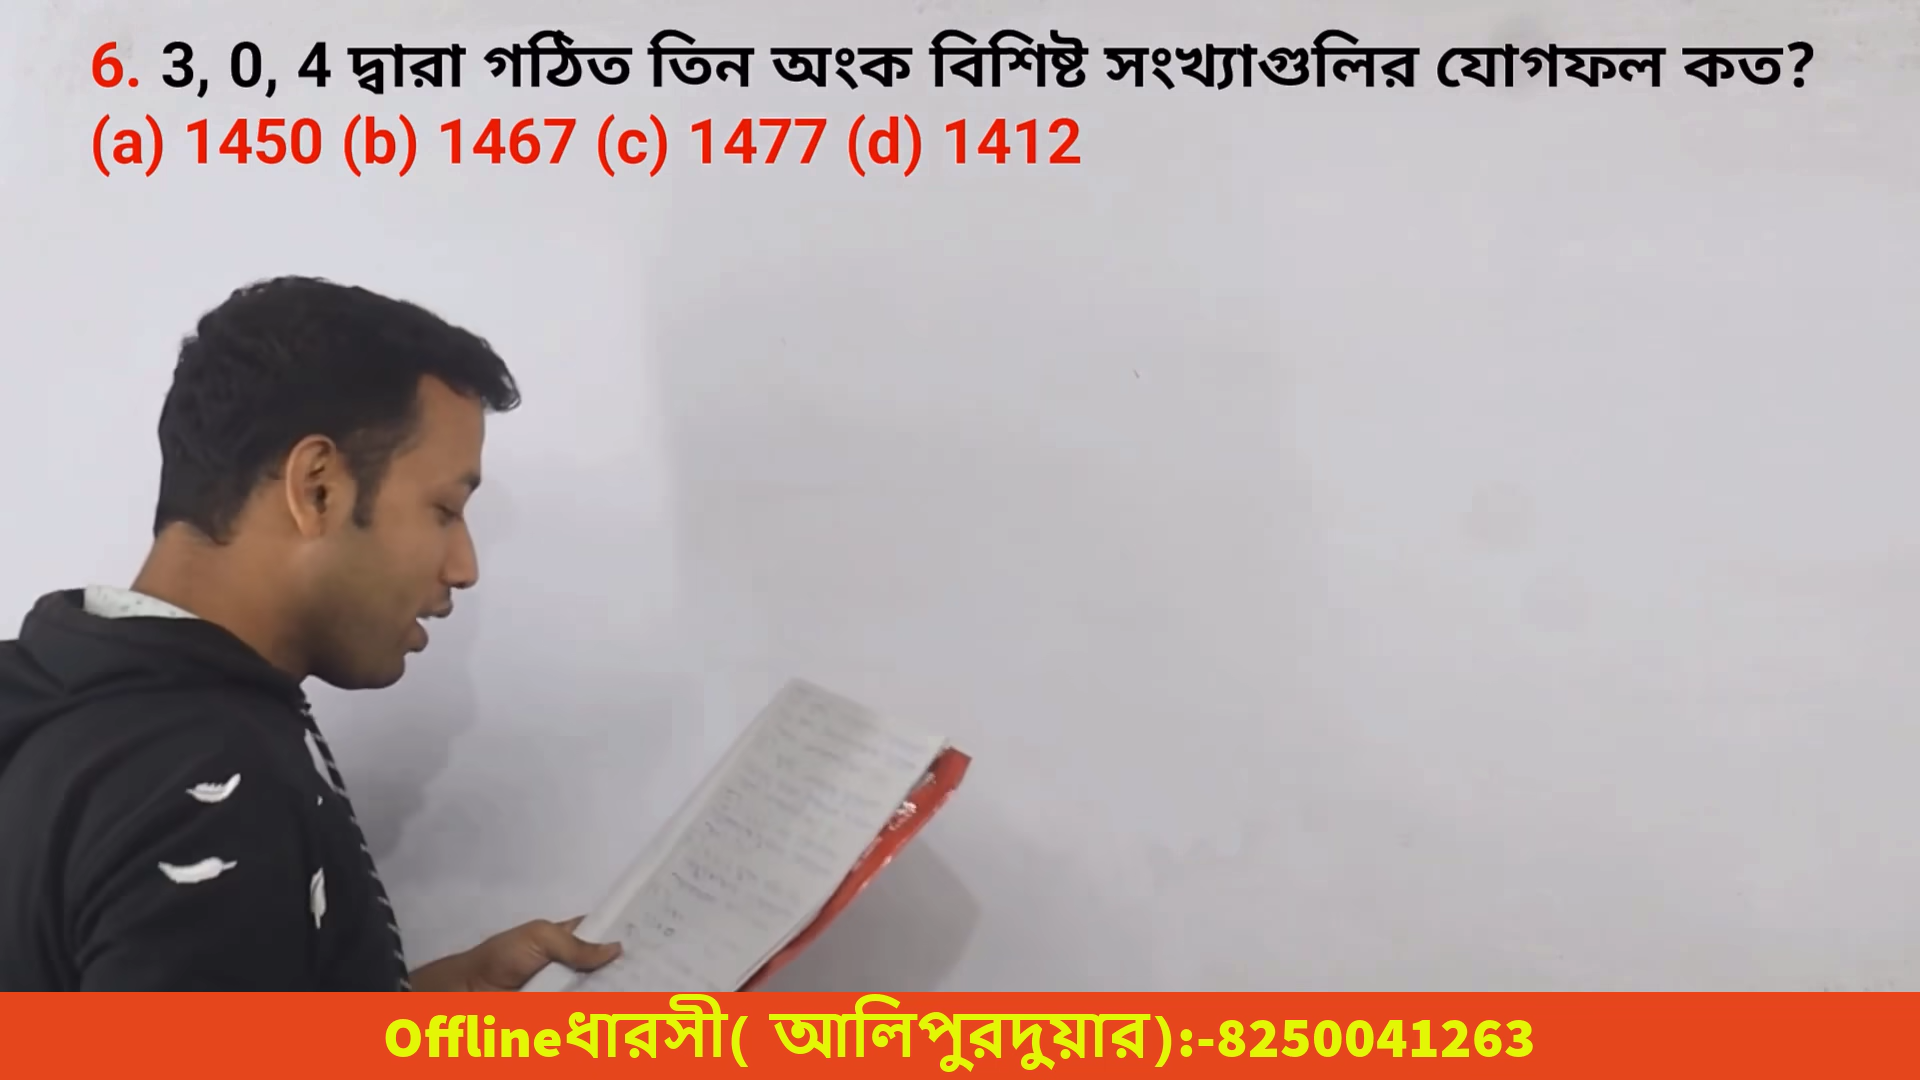 6. 3, 0, 4 দ্বারা গঠিত তিন অংক বিশিষ্ট সংখ্যাগুলির যোগফল কত?
(a) 1450 (b) 1467 (c) 1477 (d) 1412
Offlineধারসী( আলিপুরদুয়ার):-8250041263